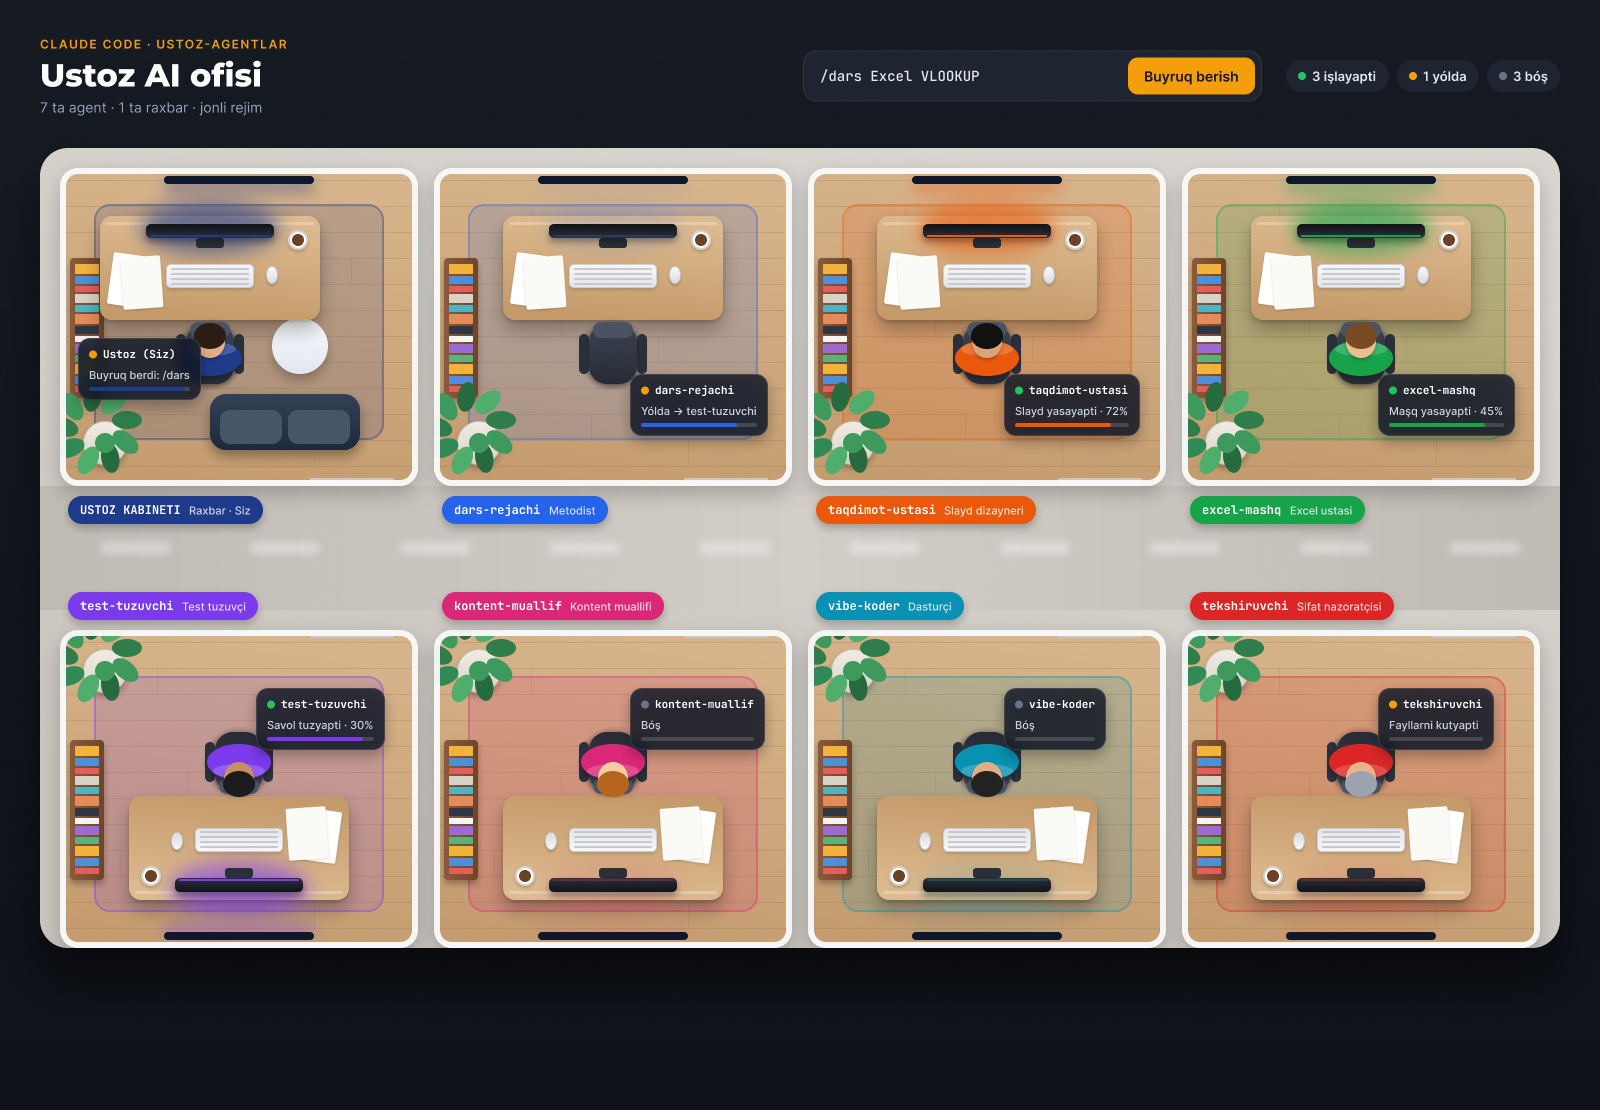 CLAUDE CODE · USTOZ-AGENTLAR
Ustoz AI ofisi
7 ta agent · 1 ta raxbar · jonli rejim
/dars Excel VLOOKUP
Buyruq berish
3 işlayapti
1 yólda
3 bóş
Ustoz (Siz)
Buyruq berdi: /dars
dars-rejachi
Yólda → test-tuzuvchi
taqdimot-ustasi
Slayd yasayapti · 72%
excel-mashq
Maşq yasayapti · 45%
USTOZ KABINETI Raxbar · Siz
dars-rejachi Metodist
taqdimot-ustasi Slayd dizayneri
excel-mashq Excel ustasi
test-tuzuvchi Test tuzuvçi
kontent-muallif Kontent muallifi
vibe-koder Dasturçi
tekshiruvchi Sifat nazoratçisi
test-tuzuvchi
Savol tuzyapti · 30%
kontent-muallif
Bóş
vibe-koder
Bóş
tekshiruvchi
Fayllarni kutyapti